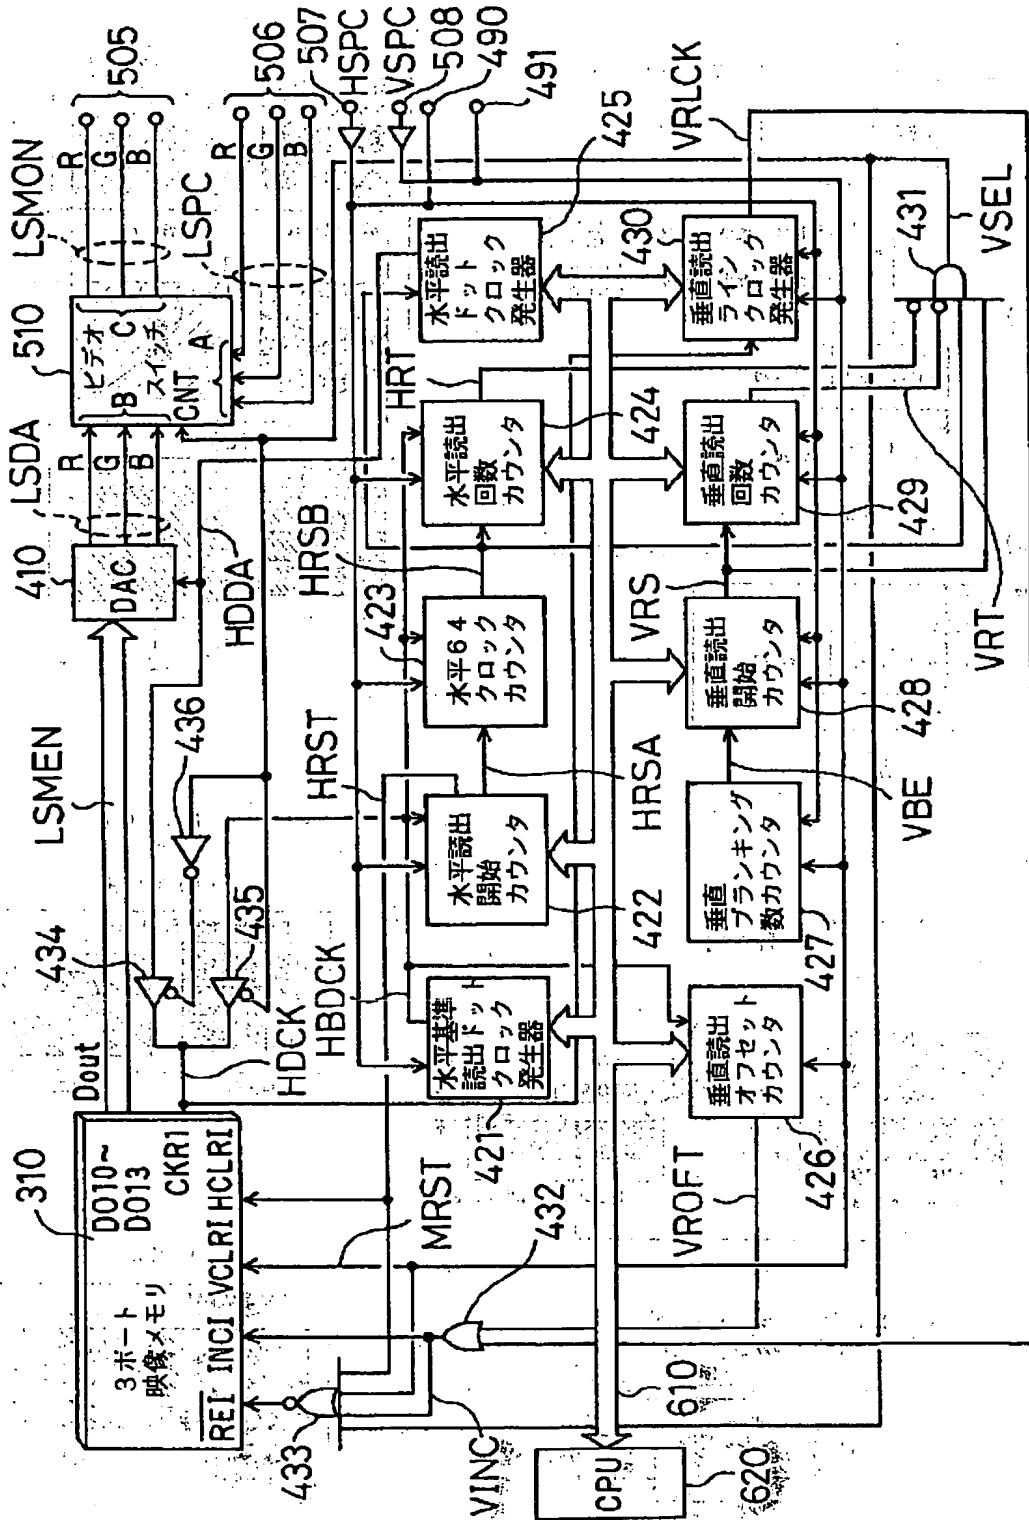 310
3ポート
映像メモリ
DO10~
DO13
CKR1
REI INCI VCLRI HCLRI
Dout
LSMEN
434
435
436
HDCK
HDDA
410
DAC
LSDA
R
G
B
510
ビデオ
スイッチ
B
C
CNT
A
LSMON
R
G
B
505
LSPC
R
G
B
506
507
HSPC
VSPC
508
490
491
433
VINC
432
MRST
HBDCK
HRST
水平基準
読出ドット
クロック
発生器
421
水平読出
開始
カウンタ
422
HRSA
423
水平64
クロック
カウンタ
HRSB
水平読出
回数
カウンタ
424
HRT
水平読出
ドット
クロック
発生器
425
VROFT
垂直読出
オフセット
カウンタ
426
垂直
ブランキング
数カウンタ
427
VBE
垂直読出
開始
カウンタ
428
VRS
垂直読出
回数
カウンタ
429
VRT
430
垂直読出
ライン
クロック
発生器
VRLCK
431
VSEL
610
CPU
620